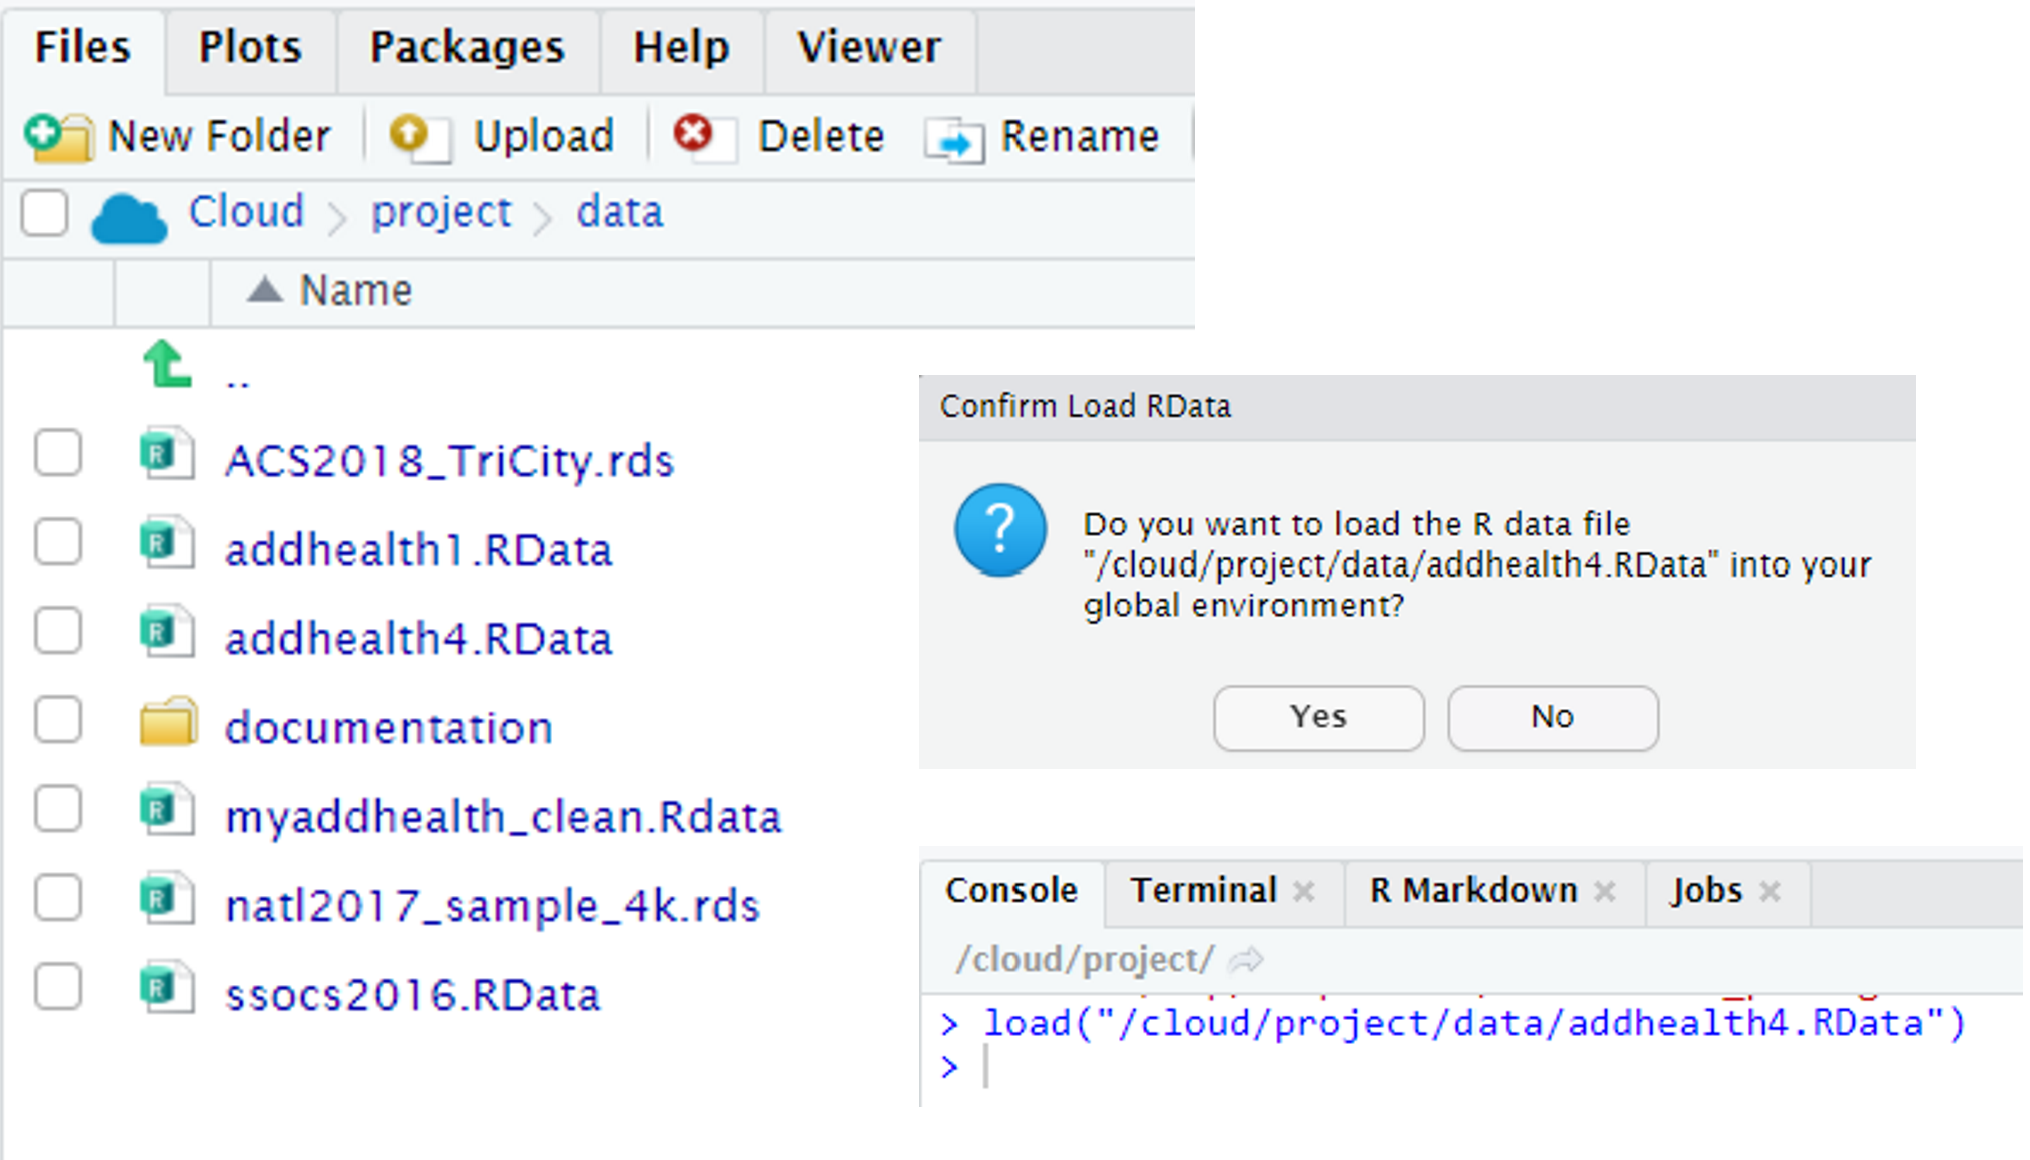 Files Plots Packages Help Viewer
New Folder Upload Delete Rename
Cloud project data
Name
..
ACS2018_TriCity.rds
addhealth1.RData
addhealth4.RData
documentation
myaddhealth_clean.Rdata
natl2017_sample_4k.rds
ssocs2016.RData
Confirm Load RData
Do you want to load the R data file
"/cloud/project/data/addhealth4.RData" into your
global environment?
Yes No
Console Terminal R Markdown Jobs
/cloud/project/
> load("/cloud/project/data/addhealth4.RData")
>